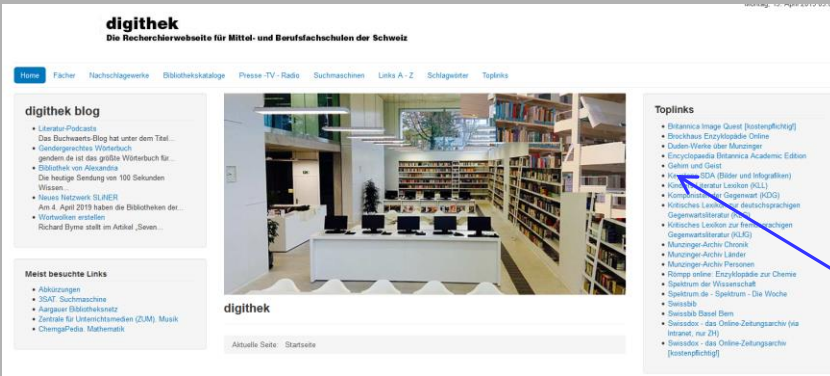 digithek
Die Recherchierwebseite für Mittel- und Berufsfachschulen der Schweiz
Home Fächer Nachschlagewerke Bibliothekskataloge Presse -TV - Radio Suchmaschinen Links A - Z Schlagwörter Toplinks
digithek blog
Literatur-Podcasts
Das Buchwaerts-Blog hat unter dem Titel...
Gendergerechtes Wörterbuch
gendern.de ist das größte Wörterbuch für...
Bibliothek von Alexandria
Die heutige Sendung von 100 Sekunden
Wissen...
Neues Netzwerk SLiNER
Am 4. April 2019 haben die Bibliotheken der...
Wortwolken erstellen
Richard Byrne stellt im Artikel „Seven...
Meist besuchte Links
Abkürzungen
3SAT. Suchmaschine
Aargauer Bibliotheksnetz
Zentrale für Unterrichtsmedien (ZUM). Musik
ChemgaPedia. Mathematik
digithek
Aktuelle Seite: Startseite
Toplinks
Britannica Image Quest [kostenpflichtig!]
Brockhaus Enzyklopädie Online
Duden-Werke über Munzinger
Encyclopaedia Britannica Academic Edition
Gehirn und Geist
SDA (Bilder und Infografiken)
Literatur Lexikon (KLL)
der Gegenwart (KDG)
Kritisches Lexikon zur deutschsprachigen
Gegenwartsliteratur
Kritisches Lexikon zur
Gegenwartsliteratur (KLfG)
Munzinger-Archiv Chronik
Munzinger-Archiv Länder
Munzinger-Archiv Personen
Römpp online: Enzyklopädie zur Chemie
Spektrum der Wissenschaft
Spektrum.de - Spektrum - Die Woche
Swissbib
Swissbib Basel Bern
Swissdox - das Online-Zeitungsarchiv (via
Intranet, nur ZH)
Swissdox - das Online-Zeitungsarchiv
[kostenpflichtig!]